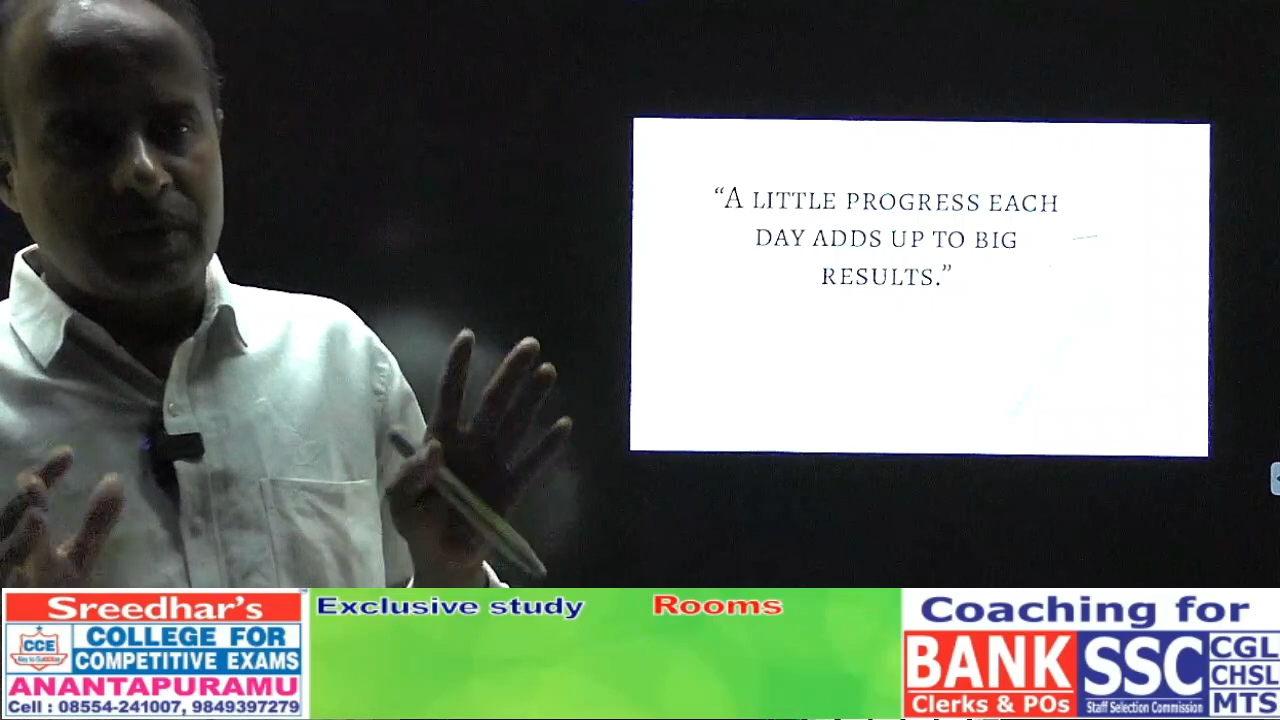 “A LITTLE PROGRESS EACH
DAY ADDS UP TO BIG
RESULTS.”
Sreedhar's
CCE
COLLEGE FOR
COMPETITIVE EXAMS
ANANTAPURAMU
Cell : 08554-241007, 9849397279
Exclusive study Rooms
Coaching for
BANK
Clerks & POs
SSC
Staff Selection Commission
CGL
CHSL
MTS